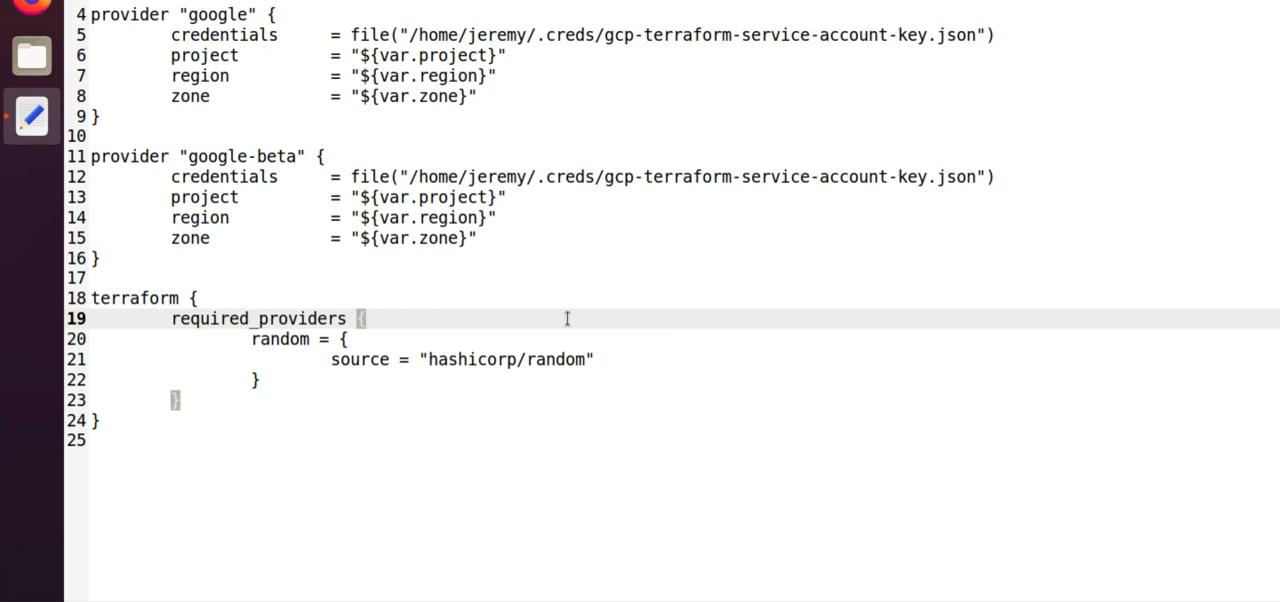 4 provider "google" {
5         credentials     = file("/home/jeremy/.creds/gcp-terraform-service-account-key.json")
6         project         = "${var.project}"
7         region          = "${var.region}"
8         zone            = "${var.zone}"
9 }
10
11 provider "google-beta" {
12         credentials     = file("/home/jeremy/.creds/gcp-terraform-service-account-key.json")
13         project         = "${var.project}"
14         region          = "${var.region}"
15         zone            = "${var.zone}"
16 }
17
18 terraform {
19         required_providers {
20                 random = {
21                         source = "hashicorp/random"
22                 }
23         }
24 }
25